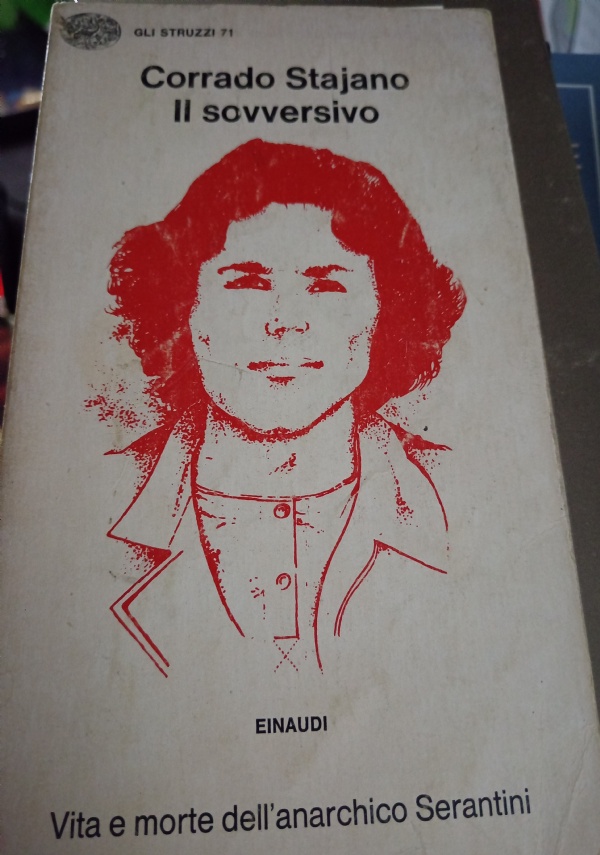 GLI STRUZZI 71
Corrado Stajano
Il sovversivo
EINAUDI
Vita e morte dell'anarchico Serantini